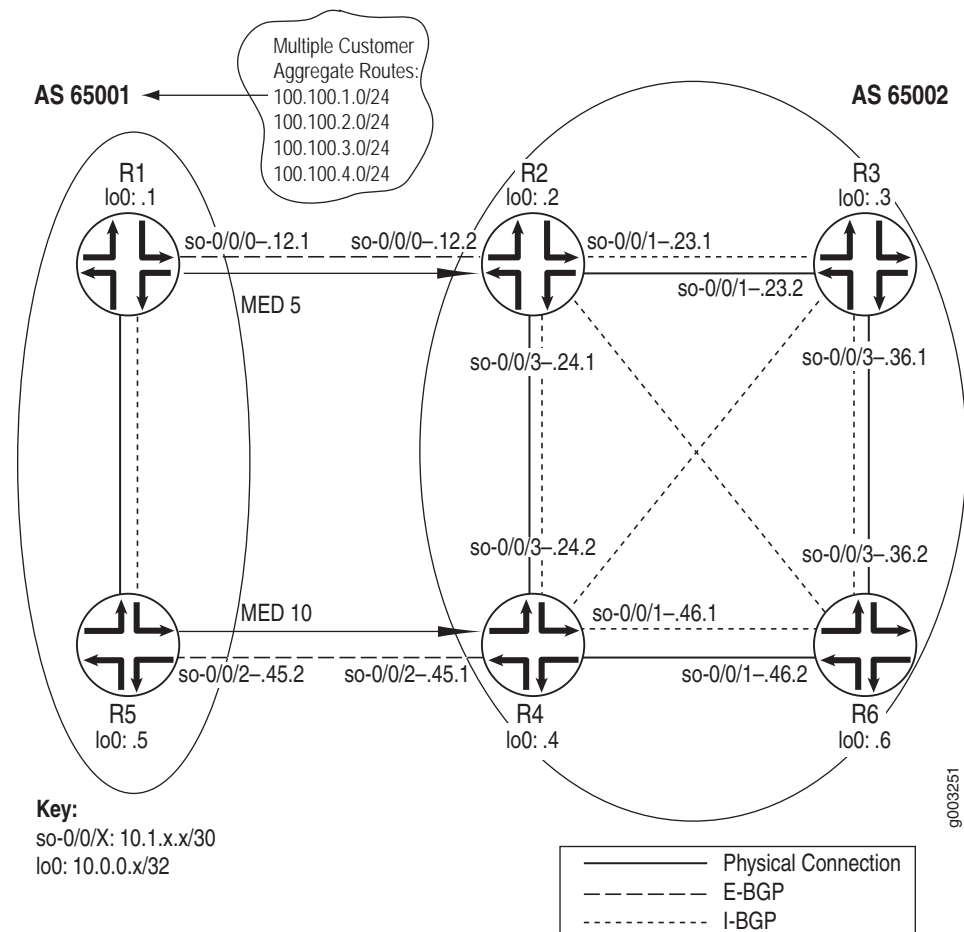 Multiple Customer
Aggregate Routes:
100.100.1.0/24
100.100.2.0/24
100.100.3.0/24
100.100.4.0/24
AS 65001
AS 65002
R1
lo0: .1
R2
lo0: .2
R3
lo0: .3
so-0/0/0–.12.1
so-0/0/0–.12.2
so-0/0/1–.23.1
MED 5
so-0/0/1–.23.2
so-0/0/3–.24.1
so-0/0/3–.36.1
so-0/0/3–.24.2
so-0/0/3–.36.2
MED 10
so-0/0/1–.46.1
so-0/0/2–.45.2
so-0/0/2–.45.1
so-0/0/1–.46.2
R5
lo0: .5
R4
lo0: .4
R6
lo0: .6
Key:
so-0/0/X: 10.1.x.x/30
lo0: 10.0.0.x/32
g003251
Physical Connection
E-BGP
I-BGP